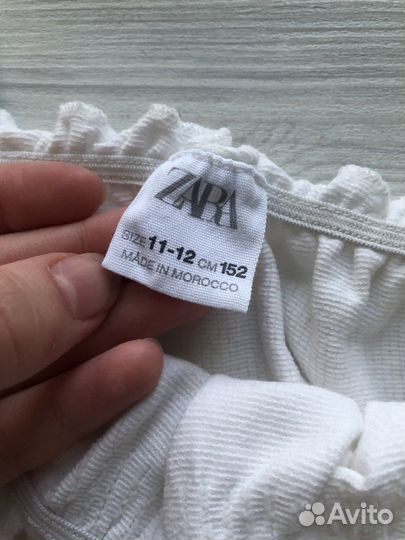 ZARA
SIZE 11-12 CM 152
MADE IN MOROCCO
Avito